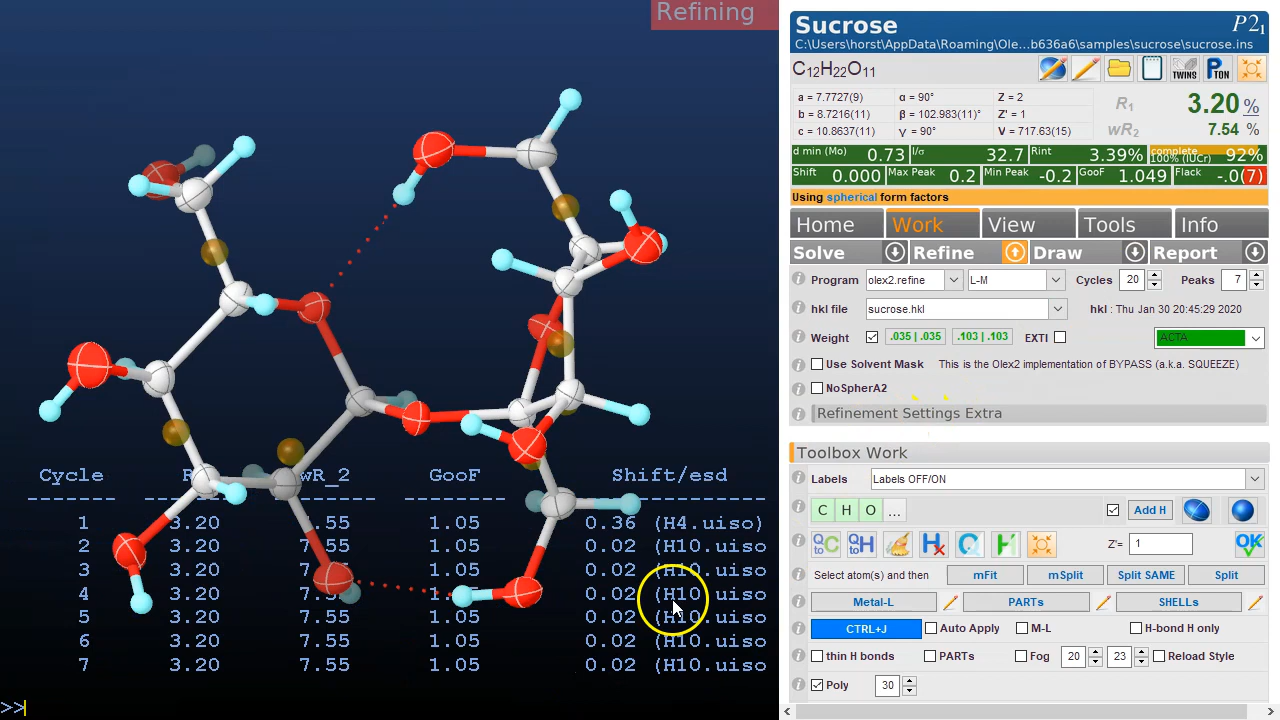 Refining
Cycle R wR_2 GooF Shift/esd
1 3.20 .55 1.05 0.36 (H4.uiso)
2 3.20 7.55 1.05 0.02 (H10.uiso
3 3.20 1.05 0.02 (H10.uiso
4 3.20 1.05 0.02 (H10 uiso
5 3.20 7.55 1.05 0.02 (H10.uiso
6 3.20 7.55 1.05 0.02 (H10.uiso
7 3.20 7.55 1.05 0.02 (H10.uiso
>>
Sucrose P2₁
C:\Users\horst\AppData\Roaming\Ole...b636a6\samples\sucrose\sucrose.ins
C₁₂H₂₂O₁₁ TWINS PTON
a = 7.7727(9) α = 90° Z = 2 R₁ 3.20 %
b = 8.7216(11) β = 102.983(11)° Z' = 1
c = 10.8637(11) γ = 90° V = 717.63(15) wR₂ 7.54 %
d min (Mo) 0.73 I/σ 32.7 Rint 3.39% complete 100% (IUCr) 92%
Shift 0.000 Max Peak 0.2 Min Peak -0.2 GooF 1.049 Flack -.0(7)
Using spherical form factors
Home Work View Tools Info
Solve Refine Draw Report
Program olex2.refine L-M Cycles 20 Peaks 7
hkl file sucrose.hkl hkl : Thu Jan 30 20:45:29 2020
Weight .035 | .035 .103 | .103 EXTI ACTA
Use Solvent Mask This is the Olex2 implementation of BYPASS (a.k.a. SQUEEZE)
NoSpherA2
Refinement Settings Extra
Toolbox Work
Labels Labels OFF/ON
C H O ... Add H
Q to C Q to H Z'= 1 OK
Select atom(s) and then mFit mSplit Split SAME Split
Metal-L PARTs SHELLs
CTRL+J Auto Apply M-L H-bond H only
thin H bonds PARTs Fog 20 23 Reload Style
Poly 30